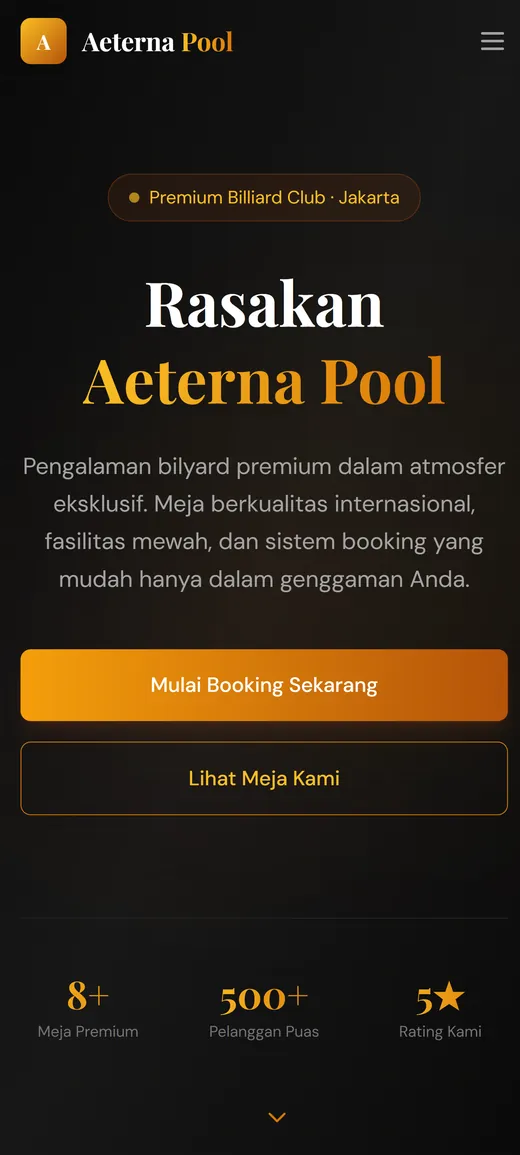 A
Aeterna Pool
Premium Billiard Club · Jakarta
Rasakan
Aeterna Pool
Pengalaman bilyard premium dalam atmosfer
eksklusif. Meja berkualitas internasional,
fasilitas mewah, dan sistem booking yang
mudah hanya dalam genggaman Anda.
Mulai Booking Sekarang
Lihat Meja Kami
8+
500+
5★
Meja Premium
Pelanggan Puas
Rating Kami